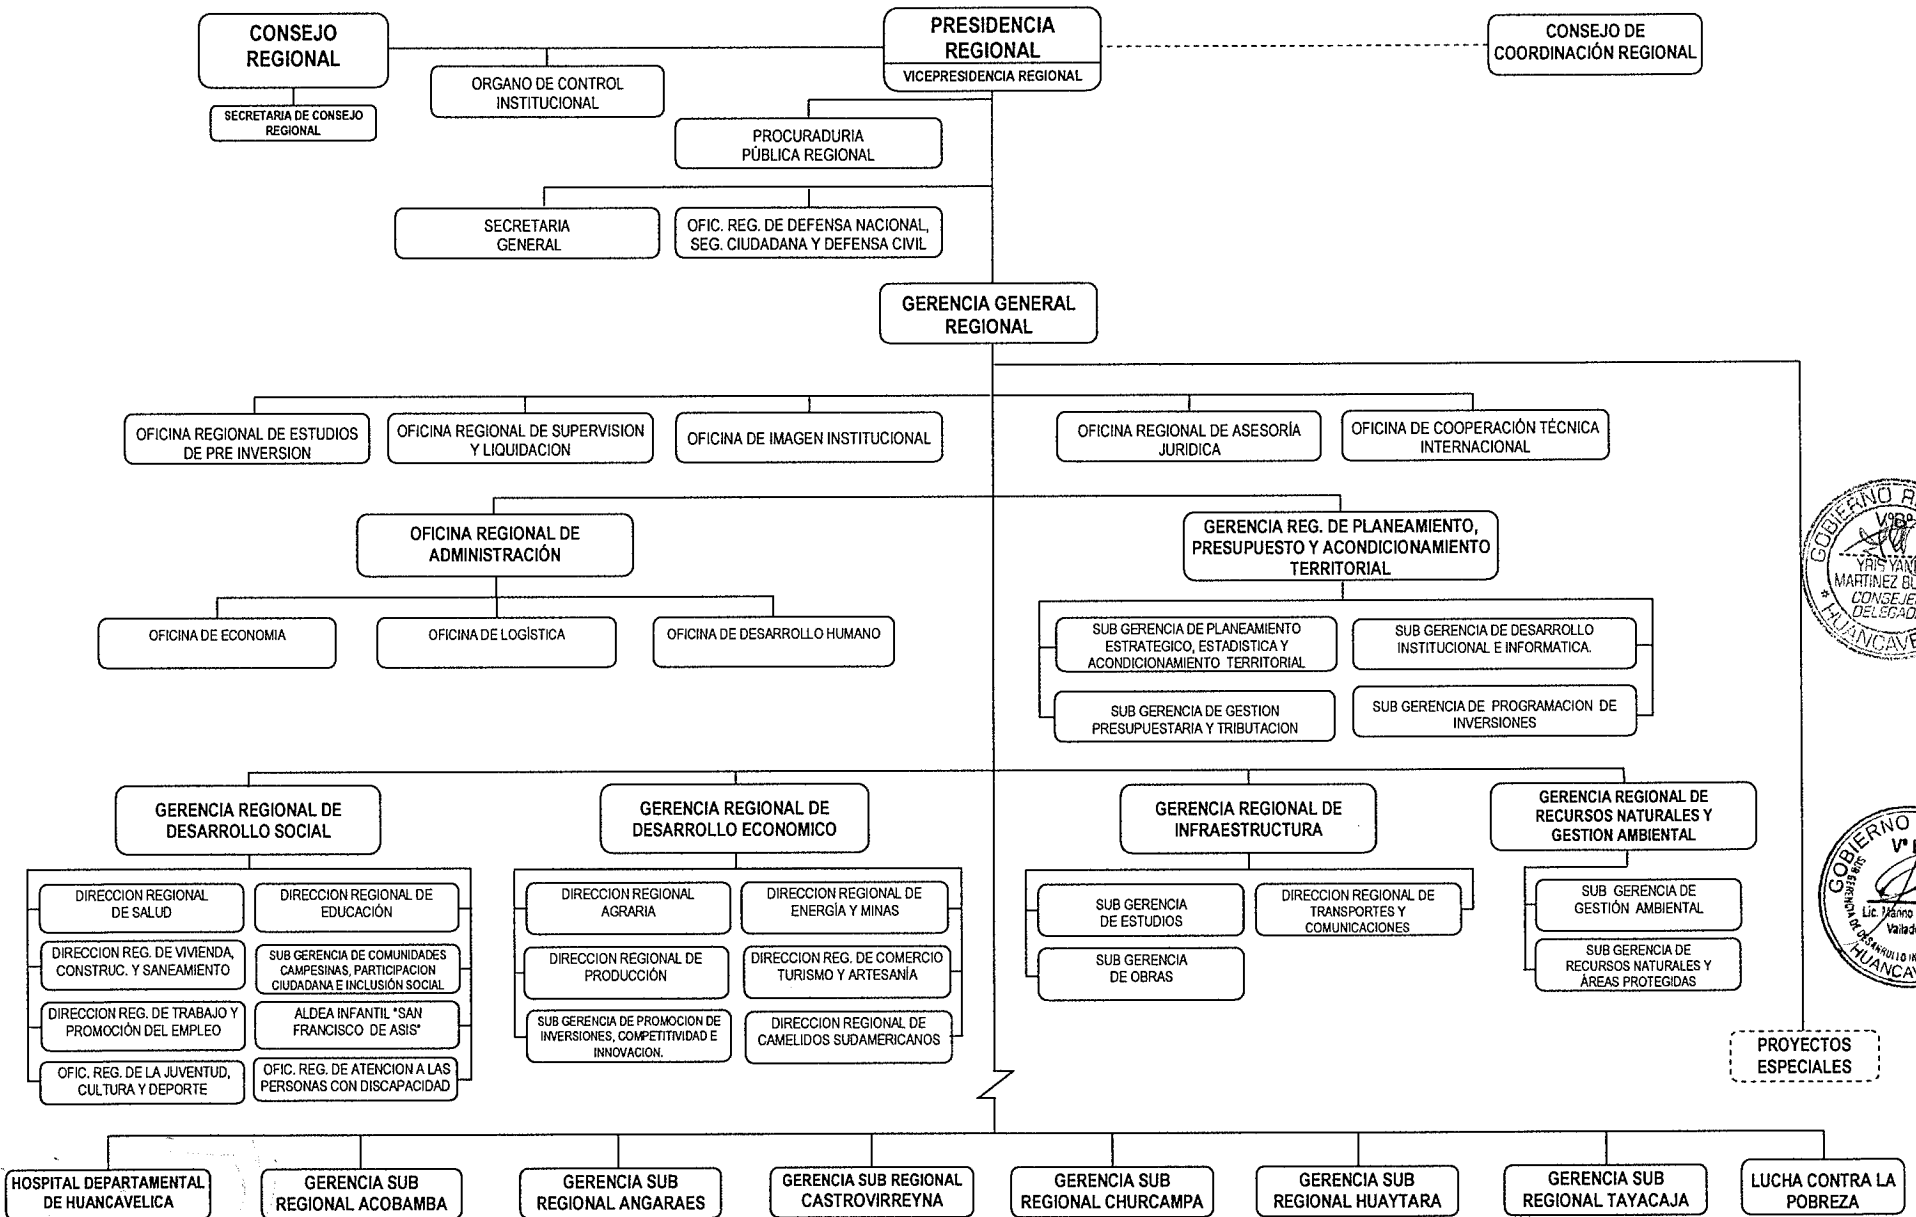 CONSEJO
REGIONAL
PRESIDENCIA
REGIONAL
VICEPRESIDENCIA REGIONAL
CONSEJO DE
COORDINACIÓN REGIONAL
ORGANO DE CONTROL
INSTITUCIONAL
SECRETARIA DE CONSEJO
REGIONAL
PROCURADURIA
PÚBLICA REGIONAL
SECRETARIA
GENERAL
OFIC. REG. DE DEFENSA NACIONAL,
SEG. CIUDADANA Y DEFENSA CIVIL
GERENCIA GENERAL
REGIONAL
OFICINA REGIONAL DE ESTUDIOS
DE PRE INVERSION
OFICINA REGIONAL DE SUPERVISION
Y LIQUIDACION
OFICINA DE IMAGEN INSTITUCIONAL
OFICINA REGIONAL DE ASESORÍA
JURIDICA
OFICINA DE COOPERACIÓN TÉCNICA
INTERNACIONAL
OFICINA REGIONAL DE
ADMINISTRACIÓN
GERENCIA REG. DE PLANEAMIENTO,
PRESUPUESTO Y ACONDICIONAMIENTO
TERRITORIAL
OFICINA DE ECONOMIA
OFICINA DE LOGÍSTICA
OFICINA DE DESARROLLO HUMANO
SUB GERENCIA DE PLANEAMIENTO
ESTRATEGICO, ESTADISTICA Y
ACONDICIONAMIENTO TERRITORIAL
SUB GERENCIA DE DESARROLLO
INSTITUCIONAL E INFORMATICA.
SUB GERENCIA DE GESTION
PRESUPUESTARIA Y TRIBUTACION
SUB GERENCIA DE PROGRAMACION DE
INVERSIONES
GOBIERNO R
V°B°
YRIS YAN
MARTINEZ
CONSEJE
DELEGAD
HUANCAVE
GERENCIA REGIONAL DE
DESARROLLO SOCIAL
GERENCIA REGIONAL DE
DESARROLLO ECONOMICO
GERENCIA REGIONAL DE
INFRAESTRUCTURA
GERENCIA REGIONAL DE
RECURSOS NATURALES Y
GESTION AMBIENTAL
DIRECCION REGIONAL
DE SALUD
DIRECCION REGIONAL DE
EDUCACIÓN
DIRECCION REG. DE VIVIENDA,
CONSTRUC. Y SANEAMIENTO
SUB GERENCIA DE COMUNIDADES
CAMPESINAS, PARTICIPACION
CIUDADANA E INCLUSIÓN SOCIAL
DIRECCION REG. DE TRABAJO Y
PROMOCIÓN DEL EMPLEO
ALDEA INFANTIL "SAN
FRANCISCO DE ASIS"
OFIC. REG. DE LA JUVENTUD,
CULTURA Y DEPORTE
OFIC. REG. DE ATENCION A LAS
PERSONAS CON DISCAPACIDAD
DIRECCION REGIONAL
AGRARIA
DIRECCION REGIONAL DE
ENERGÍA Y MINAS
DIRECCION REGIONAL DE
PRODUCCIÓN
DIRECCION REG. DE COMERCIO
TURISMO Y ARTESANÍA
SUB GERENCIA DE PROMOCION DE
INVERSIONES, COMPETITIVIDAD E
INNOVACION.
DIRECCION REGIONAL DE
CAMELIDOS SUDAMERICANOS
SUB GERENCIA
DE ESTUDIOS
DIRECCION REGIONAL DE
TRANSPORTES Y
COMUNICACIONES
SUB GERENCIA
DE OBRAS
SUB GERENCIA DE
GESTIÓN AMBIENTAL
SUB GERENCIA DE
RECURSOS NATURALES Y
ÁREAS PROTEGIDAS
GOBIERNO
V°
SUB GERENCIA DE DESARROLLO
Lic.
HUANCA
PROYECTOS
ESPECIALES
HOSPITAL DEPARTAMENTAL
DE HUANCAVELICA
GERENCIA SUB
REGIONAL ACOBAMBA
GERENCIA SUB
REGIONAL ANGARAES
GERENCIA SUB REGIONAL
CASTROVIRREYNA
GERENCIA SUB
REGIONAL CHURCAMPA
GERENCIA SUB
REGIONAL HUAYTARA
GERENCIA SUB
REGIONAL TAYACAJA
LUCHA CONTRA LA
POBREZA